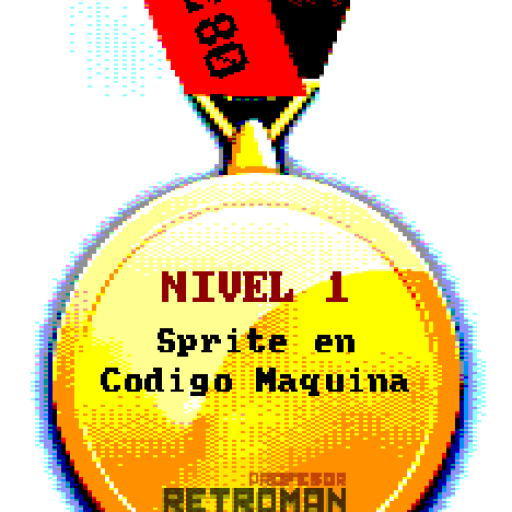 Z80
NIVEL 1
Sprite en
Codigo Maquina
PROFESOR
RETROMAN